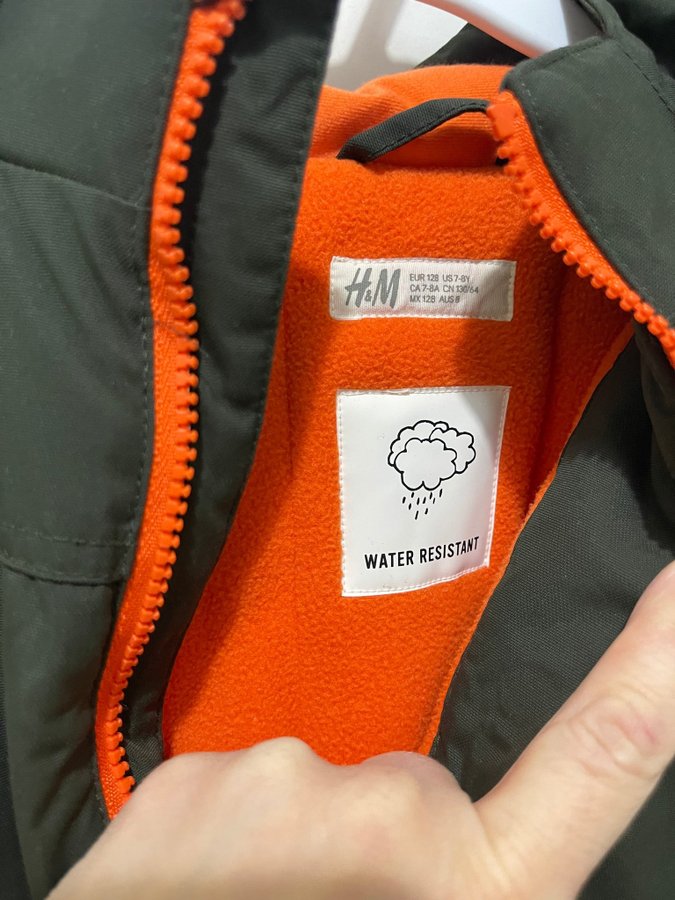 H&M
EUR 128 US 7-8Y
CA 7-8A CN 130/64
MX 128 AUS 8
WATER RESISTANT